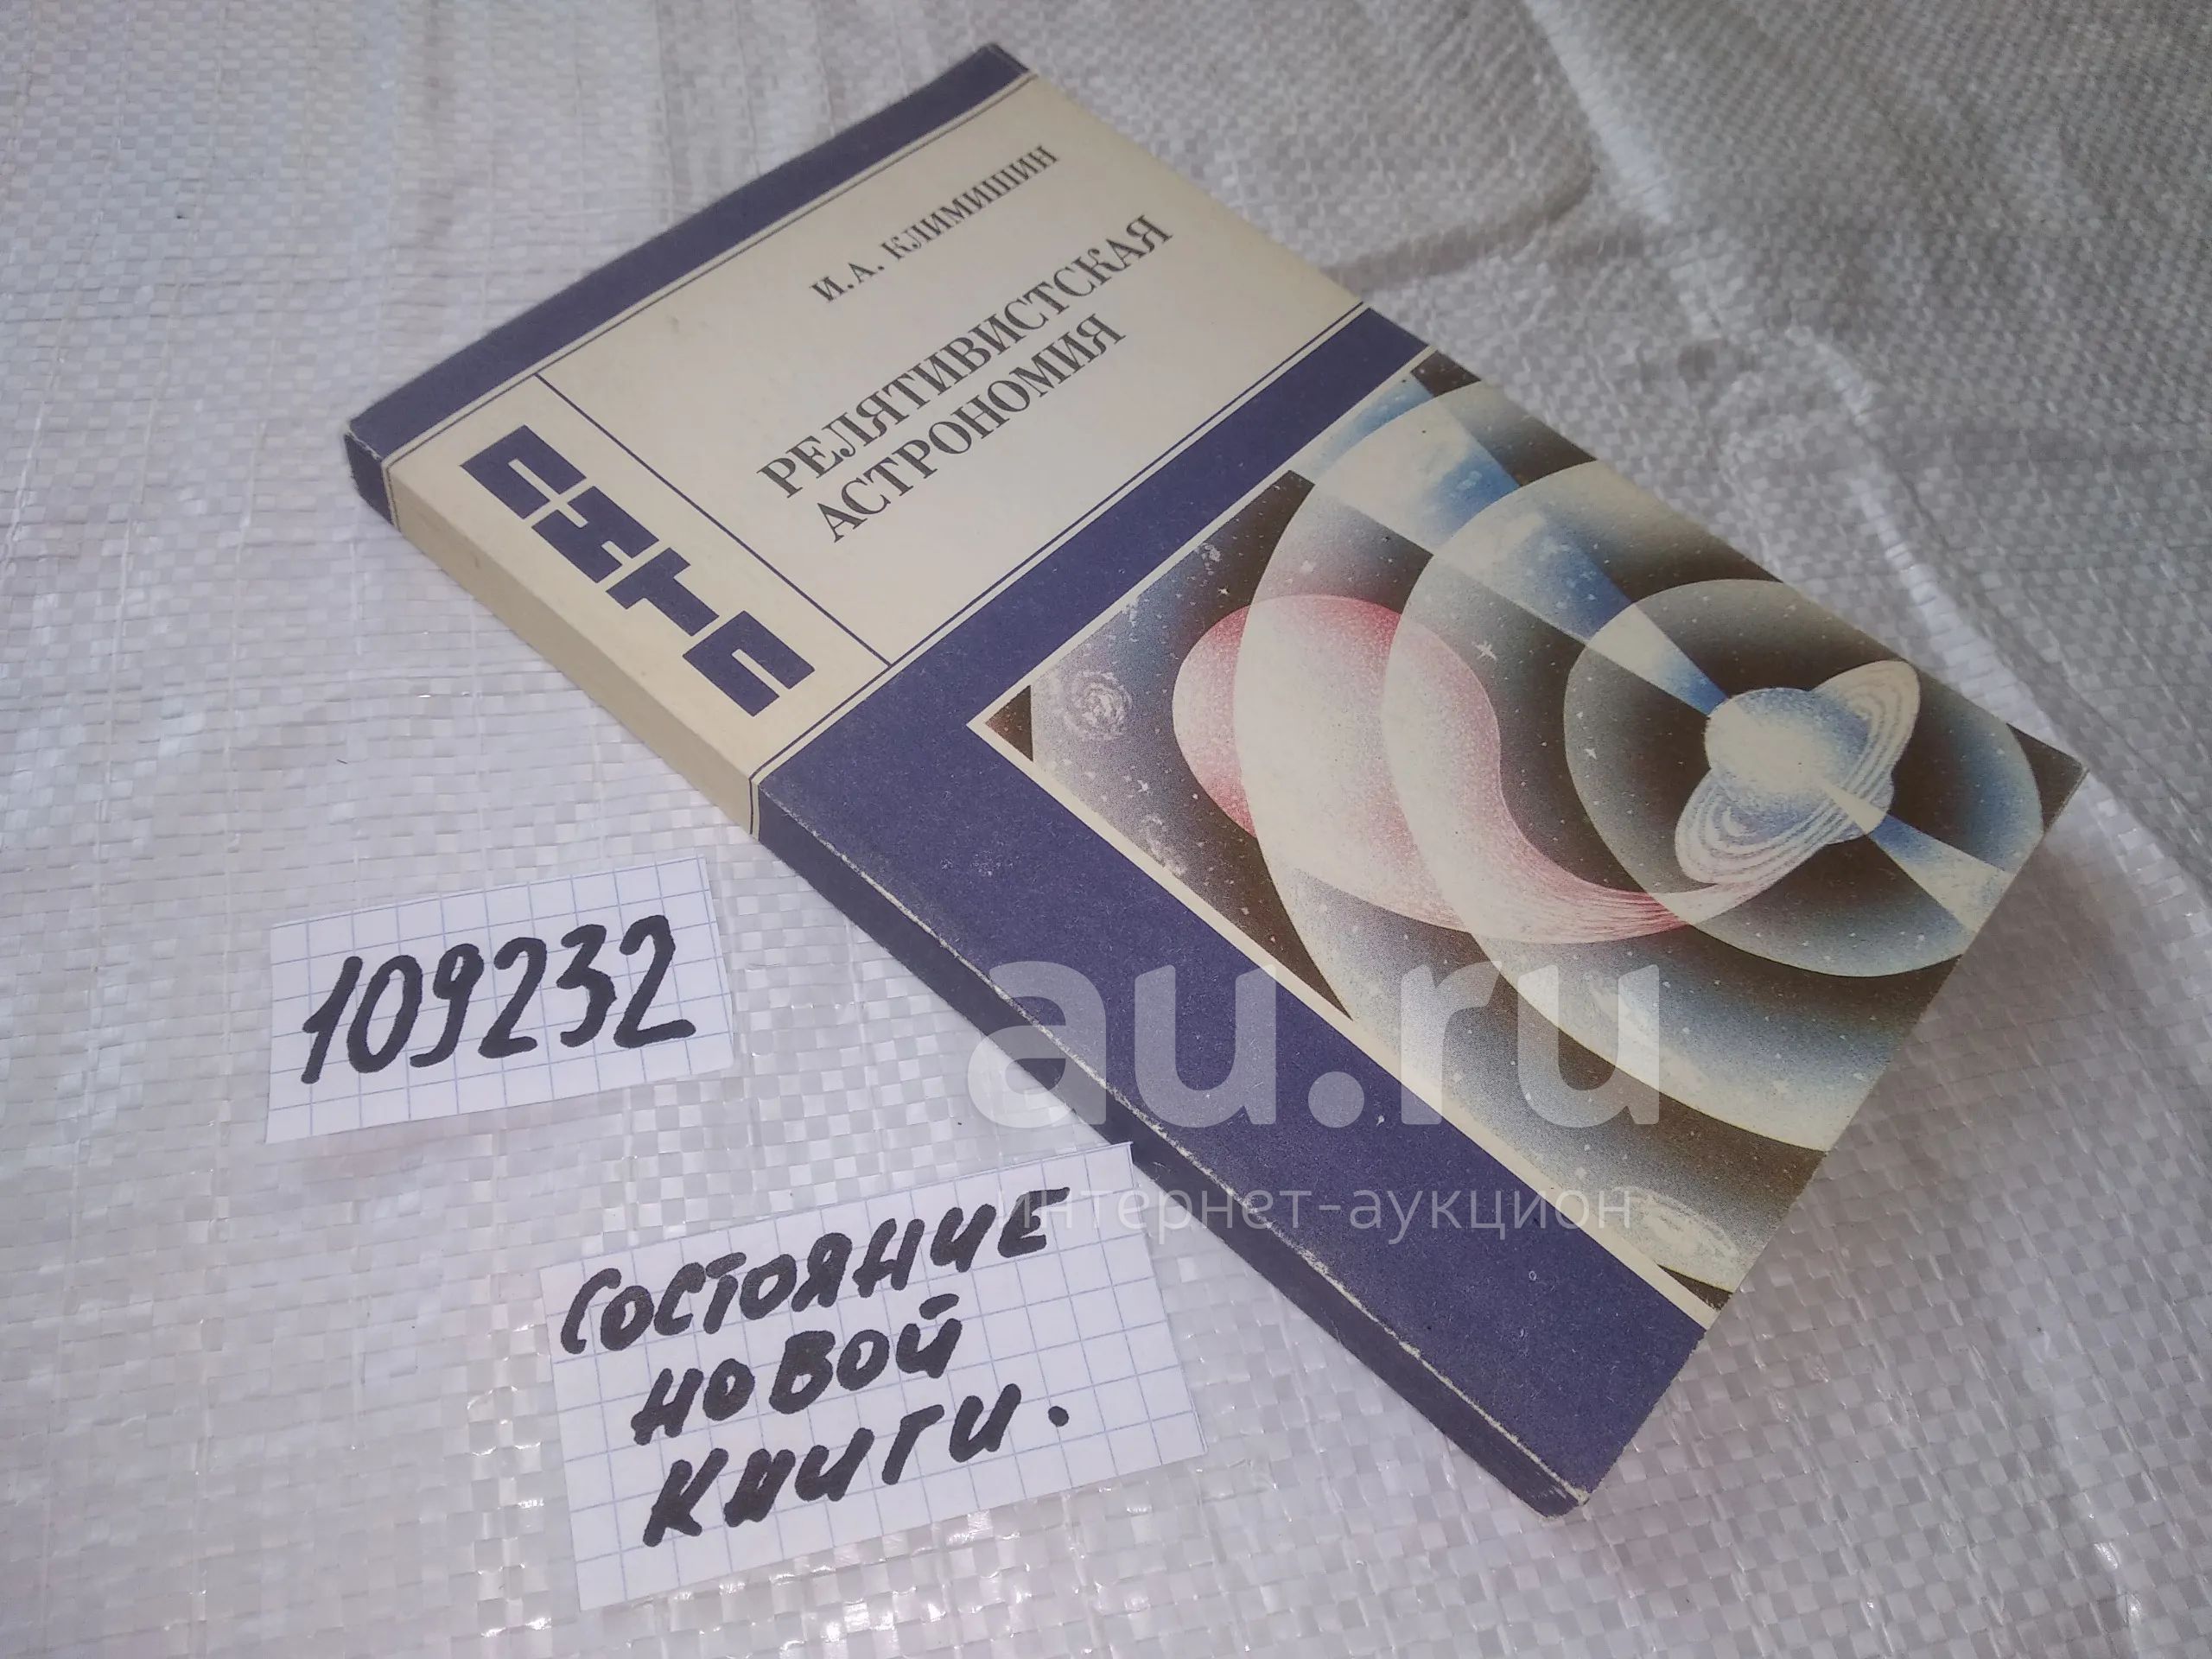 И.А. КЛИМИШИН
РЕЛЯТИВИСТСКАЯ
АСТРОНОМИЯ
109232
СОСТОЯНИЕ
НОВОЙ
КНИГИ.
au.ru
интернет-аукцион